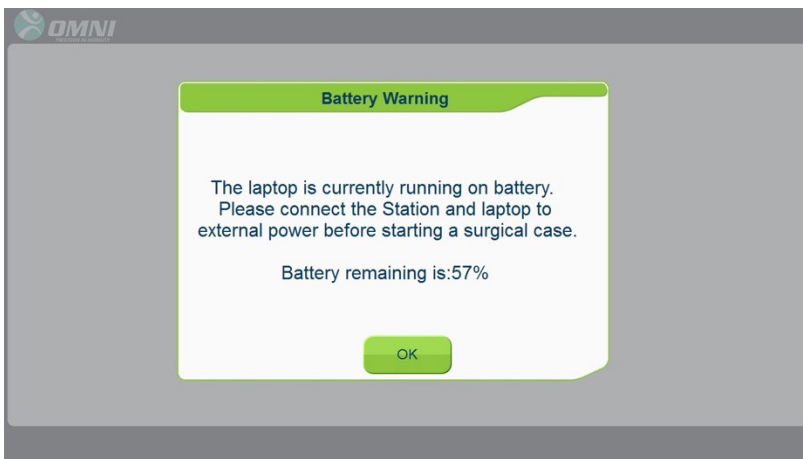 OMNI
Battery Warning
The laptop is currently running on battery.
Please connect the Station and laptop to
external power before starting a surgical case.
Battery remaining is:57%
OK